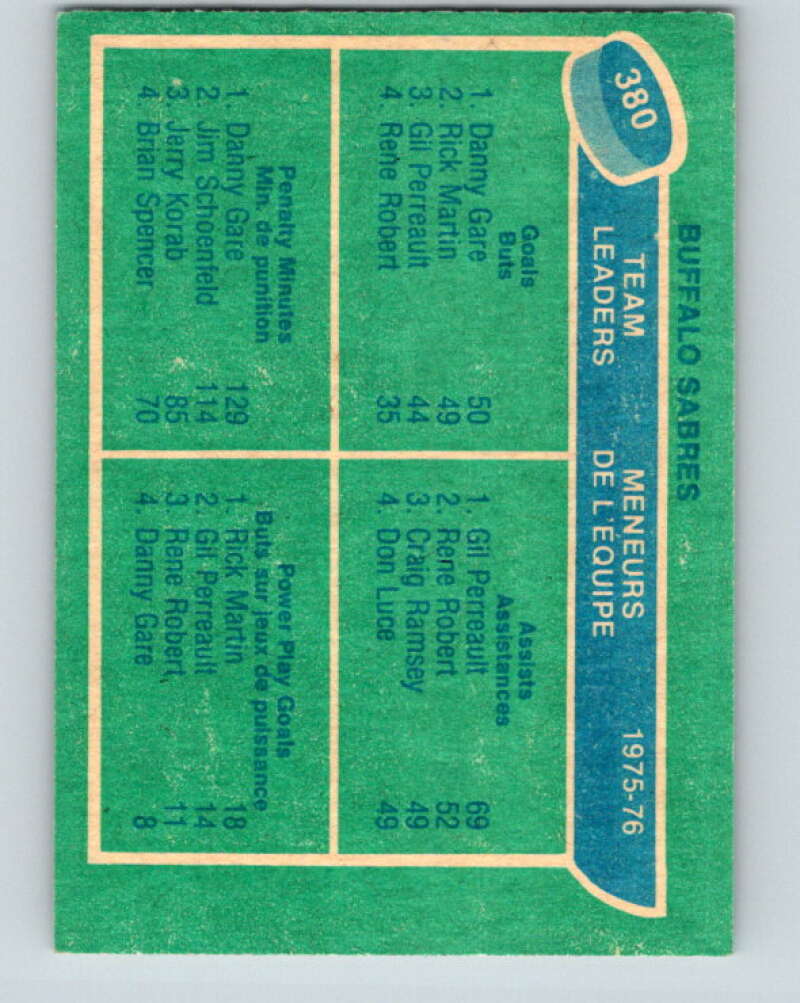 BUFFALO SABRES
380
TEAM MENEURS 1975-76
LEADERS DE L'ÉQUIPE
Goals
Buts
1. Danny Gare 50
2. Rick Martin 49
3. Gil Perreault 44
4. Rene Robert 35
Assists
Assistances
1. Gil Perreault 69
2. Rene Robert 52
3. Craig Ramsey 49
4. Don Luce 49
Penalty Minutes
Min. de punition
1. Danny Gare 129
2. Jim Schoenfeld 114
3. Jerry Korab 85
4. Brian Spencer 70
Power Play Goals
Buts sur jeux de puissance
1. Rick Martin 18
2. Gil Perreault 14
3. Rene Robert 11
4. Danny Gare 8